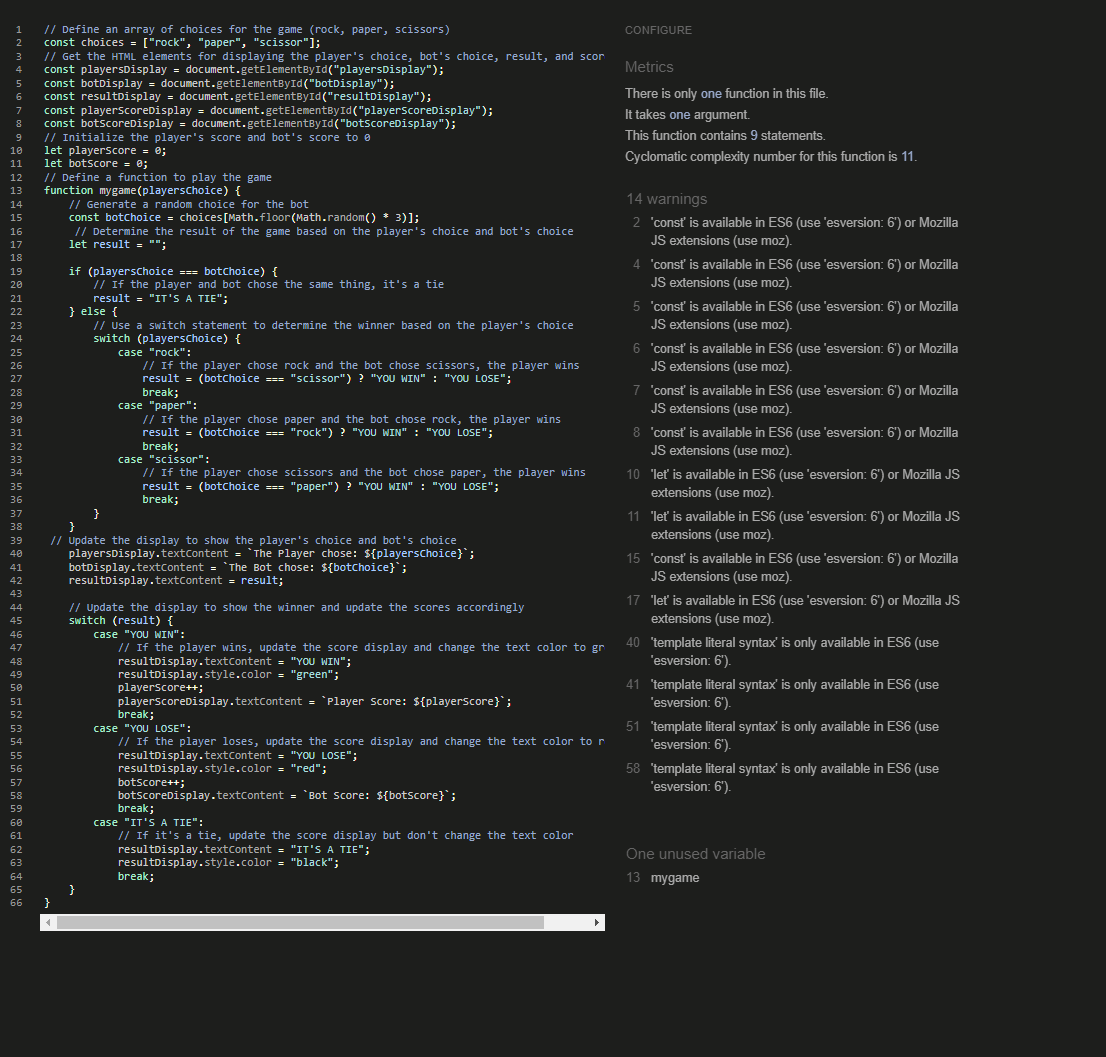 1 // Define an array of choices for the game (rock, paper, scissors)
2 const choices = ["rock", "paper", "scissor"];
3 // Get the HTML elements for displaying the player's choice, bot's choice, result, and scor
4 const playersDisplay = document.getElementById("playersDisplay");
5 const botDisplay = document.getElementById("botDisplay");
6 const resultDisplay = document.getElementById("resultDisplay");
7 const playerScoreDisplay = document.getElementById("playerScoreDisplay");
8 const botScoreDisplay = document.getElementById("botScoreDisplay");
9 // Initialize the player's score and bot's score to 0
10 let playerScore = 0;
11 let botScore = 0;
12 // Define a function to play the game
13 function mygame(playersChoice) {
14     // Generate a random choice for the bot
15     const botChoice = choices[Math.floor(Math.random() * 3)];
16      // Determine the result of the game based on the player's choice and bot's choice
17     let result = "";
18
19     if (playersChoice === botChoice) {
20         // If the player and bot chose the same thing, it's a tie
21         result = "IT'S A TIE";
22     } else {
23         // Use a switch statement to determine the winner based on the player's choice
24         switch (playersChoice) {
25             case "rock":
26                 // If the player chose rock and the bot chose scissors, the player wins
27                 result = (botChoice === "scissor") ? "YOU WIN" : "YOU LOSE";
28                 break;
29             case "paper":
30                 // If the player chose paper and the bot chose rock, the player wins
31                 result = (botChoice === "rock") ? "YOU WIN" : "YOU LOSE";
32                 break;
33             case "scissor":
34                 // If the player chose scissors and the bot chose paper, the player wins
35                 result = (botChoice === "paper") ? "YOU WIN" : "YOU LOSE";
36                 break;
37         }
38     }
39  // Update the display to show the player's choice and bot's choice
40     playersDisplay.textContent = `The Player chose: ${playersChoice}`;
41     botDisplay.textContent = `The Bot chose: ${botChoice}`;
42     resultDisplay.textContent = result;
43
44     // Update the display to show the winner and update the scores accordingly
45     switch (result) {
46         case "YOU WIN":
47             // If the player wins, update the score display and change the text color to gr
48             resultDisplay.textContent = "YOU WIN";
49             resultDisplay.style.color = "green";
50             playerScore++;
51             playerScoreDisplay.textContent = `Player Score: ${playerScore}`;
52             break;
53         case "YOU LOSE":
54             // If the player loses, update the score display and change the text color to r
55             resultDisplay.textContent = "YOU LOSE";
56             resultDisplay.style.color = "red";
57             botScore++;
58             botScoreDisplay.textContent = `Bot Score: ${botScore}`;
59             break;
60         case "IT'S A TIE":
61             // If it's a tie, update the score display but don't change the text color
62             resultDisplay.textContent = "IT'S A TIE";
63             resultDisplay.style.color = "black";
64             break;
65     }
66 }
CONFIGURE
Metrics
There is only one function in this file.
It takes one argument.
This function contains 9 statements.
Cyclomatic complexity number for this function is 11.
14 warnings
2 'const' is available in ES6 (use 'esversion: 6') or Mozilla
JS extensions (use moz).
4 'const' is available in ES6 (use 'esversion: 6') or Mozilla
JS extensions (use moz).
5 'const' is available in ES6 (use 'esversion: 6') or Mozilla
JS extensions (use moz).
6 'const' is available in ES6 (use 'esversion: 6') or Mozilla
JS extensions (use moz).
7 'const' is available in ES6 (use 'esversion: 6') or Mozilla
JS extensions (use moz).
8 'const' is available in ES6 (use 'esversion: 6') or Mozilla
JS extensions (use moz).
10 'let' is available in ES6 (use 'esversion: 6') or Mozilla JS
extensions (use moz).
11 'let' is available in ES6 (use 'esversion: 6') or Mozilla JS
extensions (use moz).
15 'const' is available in ES6 (use 'esversion: 6') or Mozilla
JS extensions (use moz).
17 'let' is available in ES6 (use 'esversion: 6') or Mozilla JS
extensions (use moz).
40 'template literal syntax' is only available in ES6 (use
'esversion: 6').
41 'template literal syntax' is only available in ES6 (use
'esversion: 6').
51 'template literal syntax' is only available in ES6 (use
'esversion: 6').
58 'template literal syntax' is only available in ES6 (use
'esversion: 6').
One unused variable
13 mygame